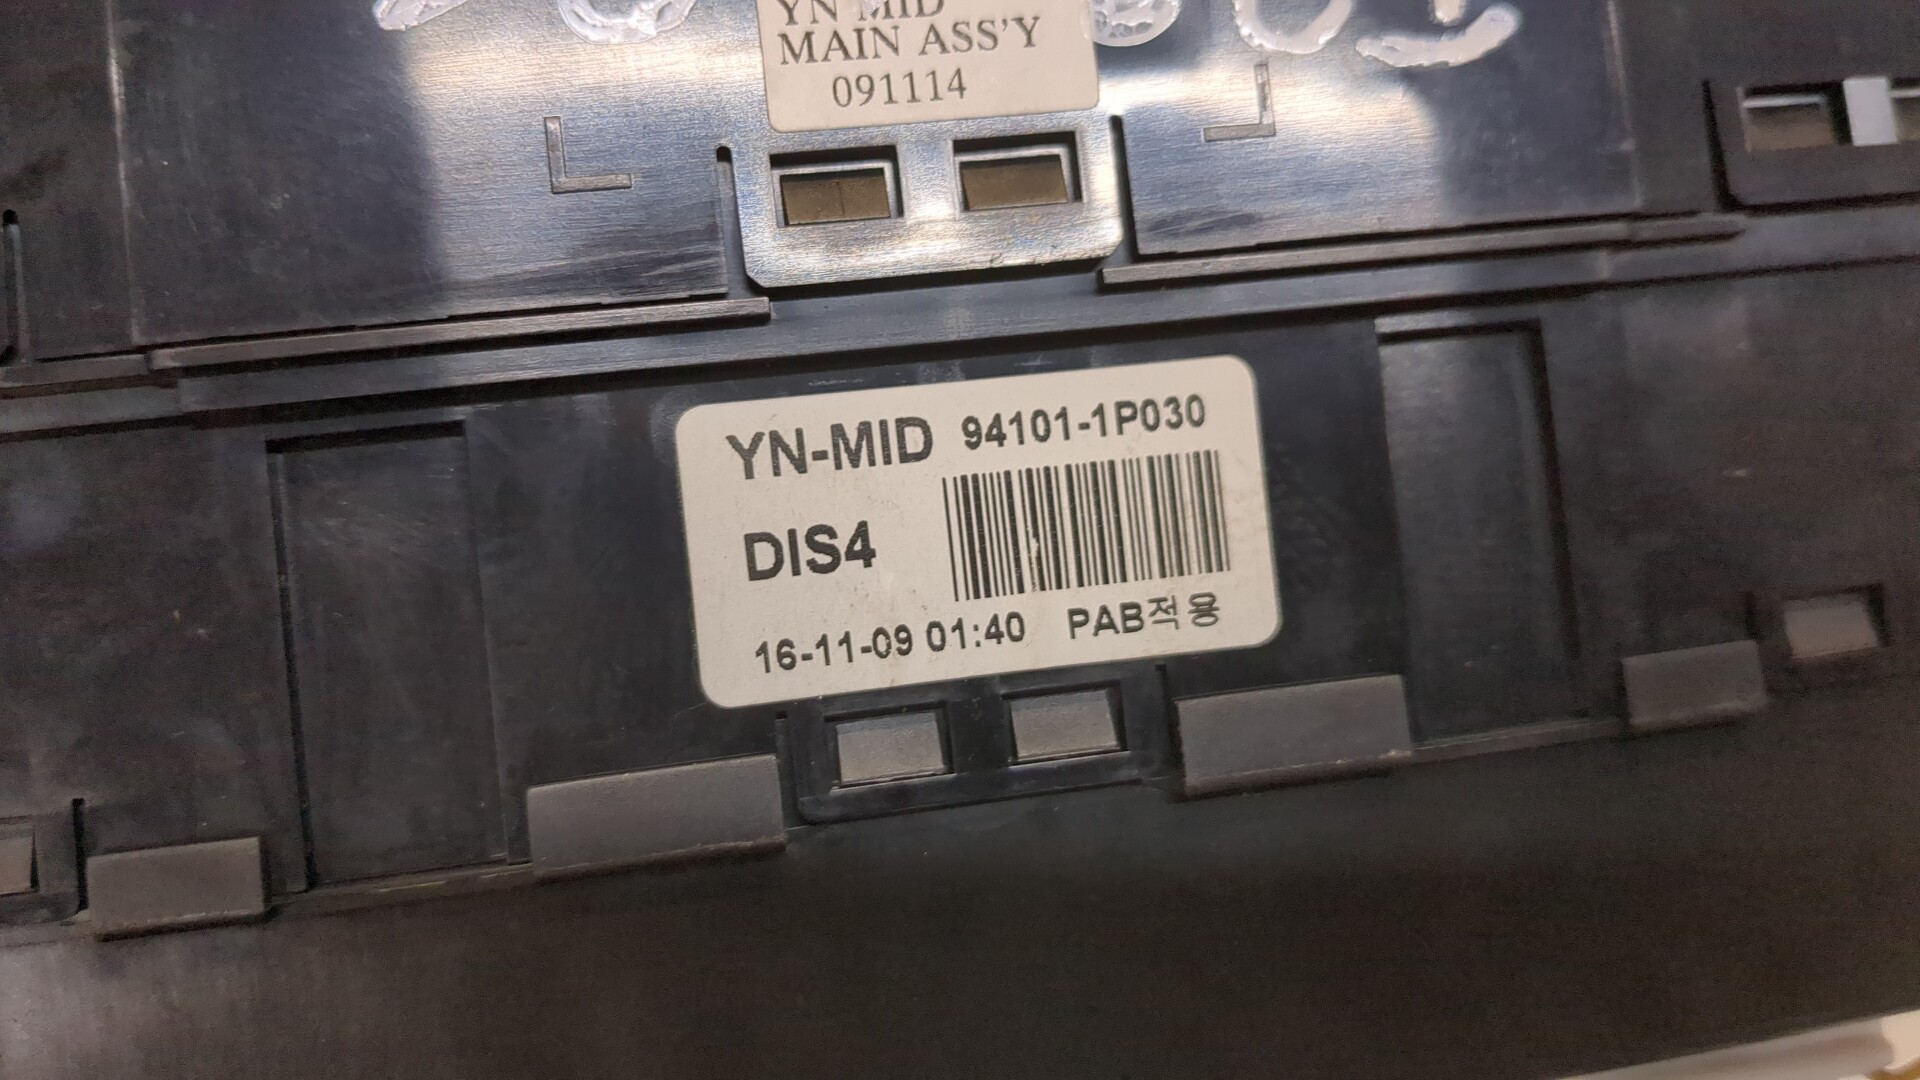 YN MID
MAIN ASS'Y
091114
YN-MID 94101-1P030
DIS4
16-11-09 01:40 PAB적용